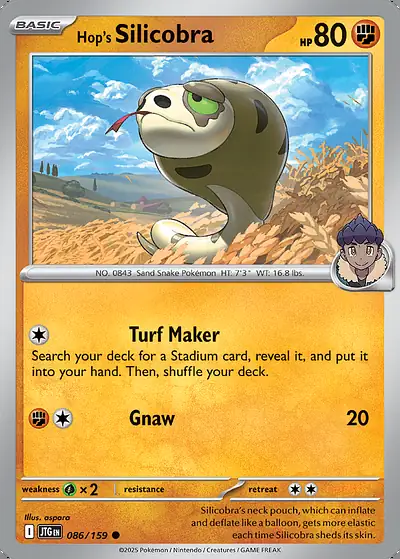 BASIC
Hop's Silicobra HP 80
NO. 0843 Sand Snake Pokémon HT: 7'3" WT: 16.8 lbs.
Turf Maker
Search your deck for a Stadium card, reveal it, and put it
into your hand. Then, shuffle your deck.
Gnaw 20
weakness ×2 resistance retreat
Illus. aspara
I JTG EN 086/159
Silicobra's neck pouch, which can inflate
and deflate like a balloon, gets more elastic
each time Silicobra sheds its skin.
©2025 Pokémon / Nintendo / Creatures / GAME FREAK